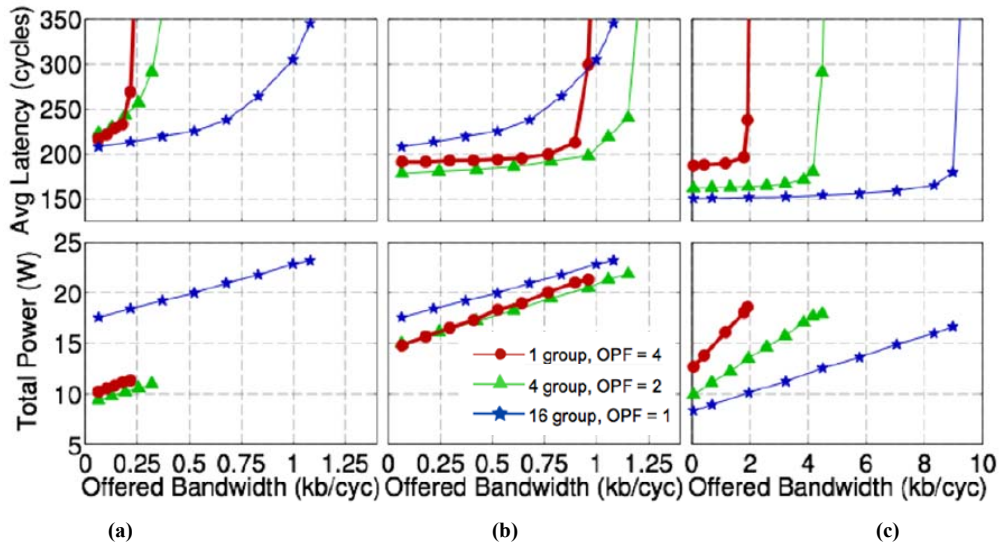 Avg Latency (cycles)
350
300
250
200
150
Total Power (W)
25
20
15
10
5
1 group, OPF = 4
4 group, OPF = 2
16 group, OPF = 1
0 0.25 0.5 0.75 1 1.25
0 0.25 0.5 0.75 1 1.25
0 2 4 6 8 10
Offered Bandwidth (kb/cyc)
Offered Bandwidth (kb/cyc)
Offered Bandwidth (kb/cyc)
(a)
(b)
(c)